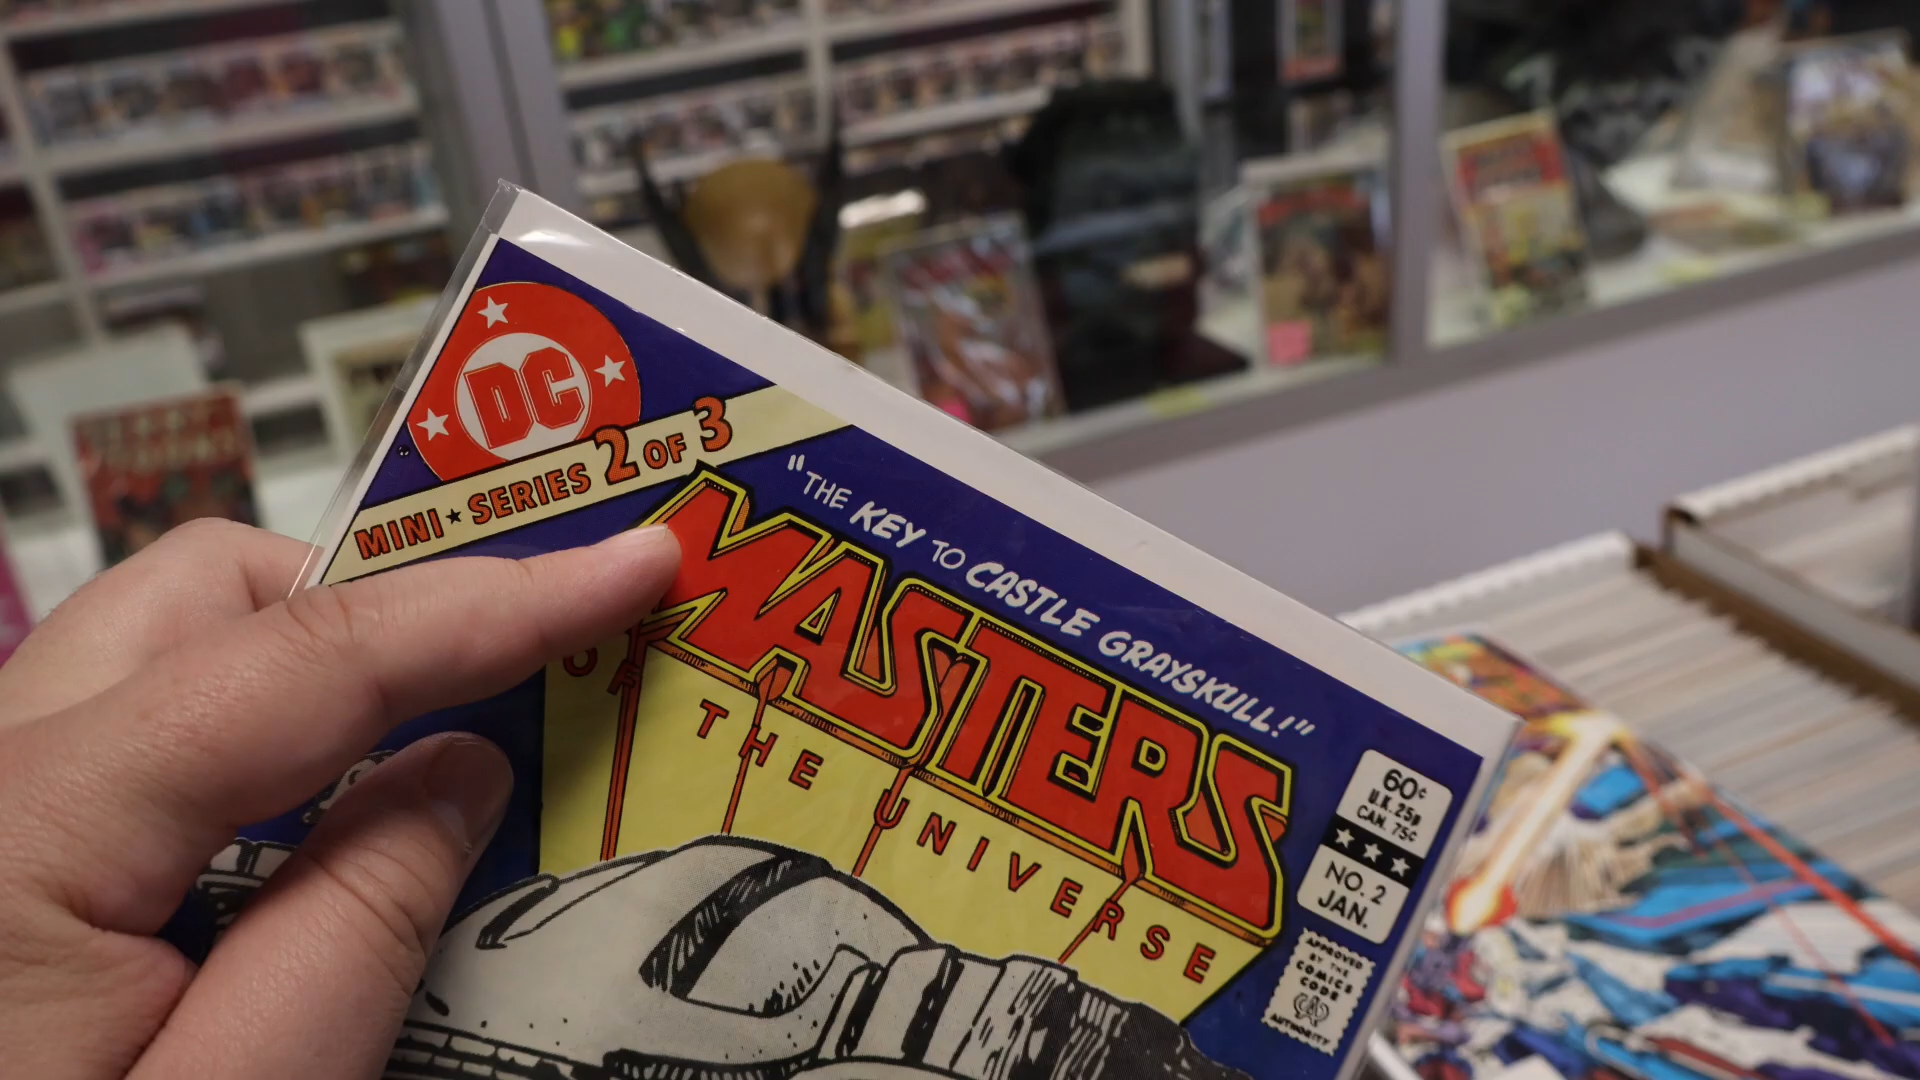 DC
MINI★SERIES 2 OF 3
"THE KEY TO CASTLE GRAYSKULL!"
MASTERS
OF THE UNIVERSE
60¢
U.K. 25p
CAN. 75¢
NO. 2
JAN.
APPROVED
BY THE
COMICS
CODE
AUTHORITY